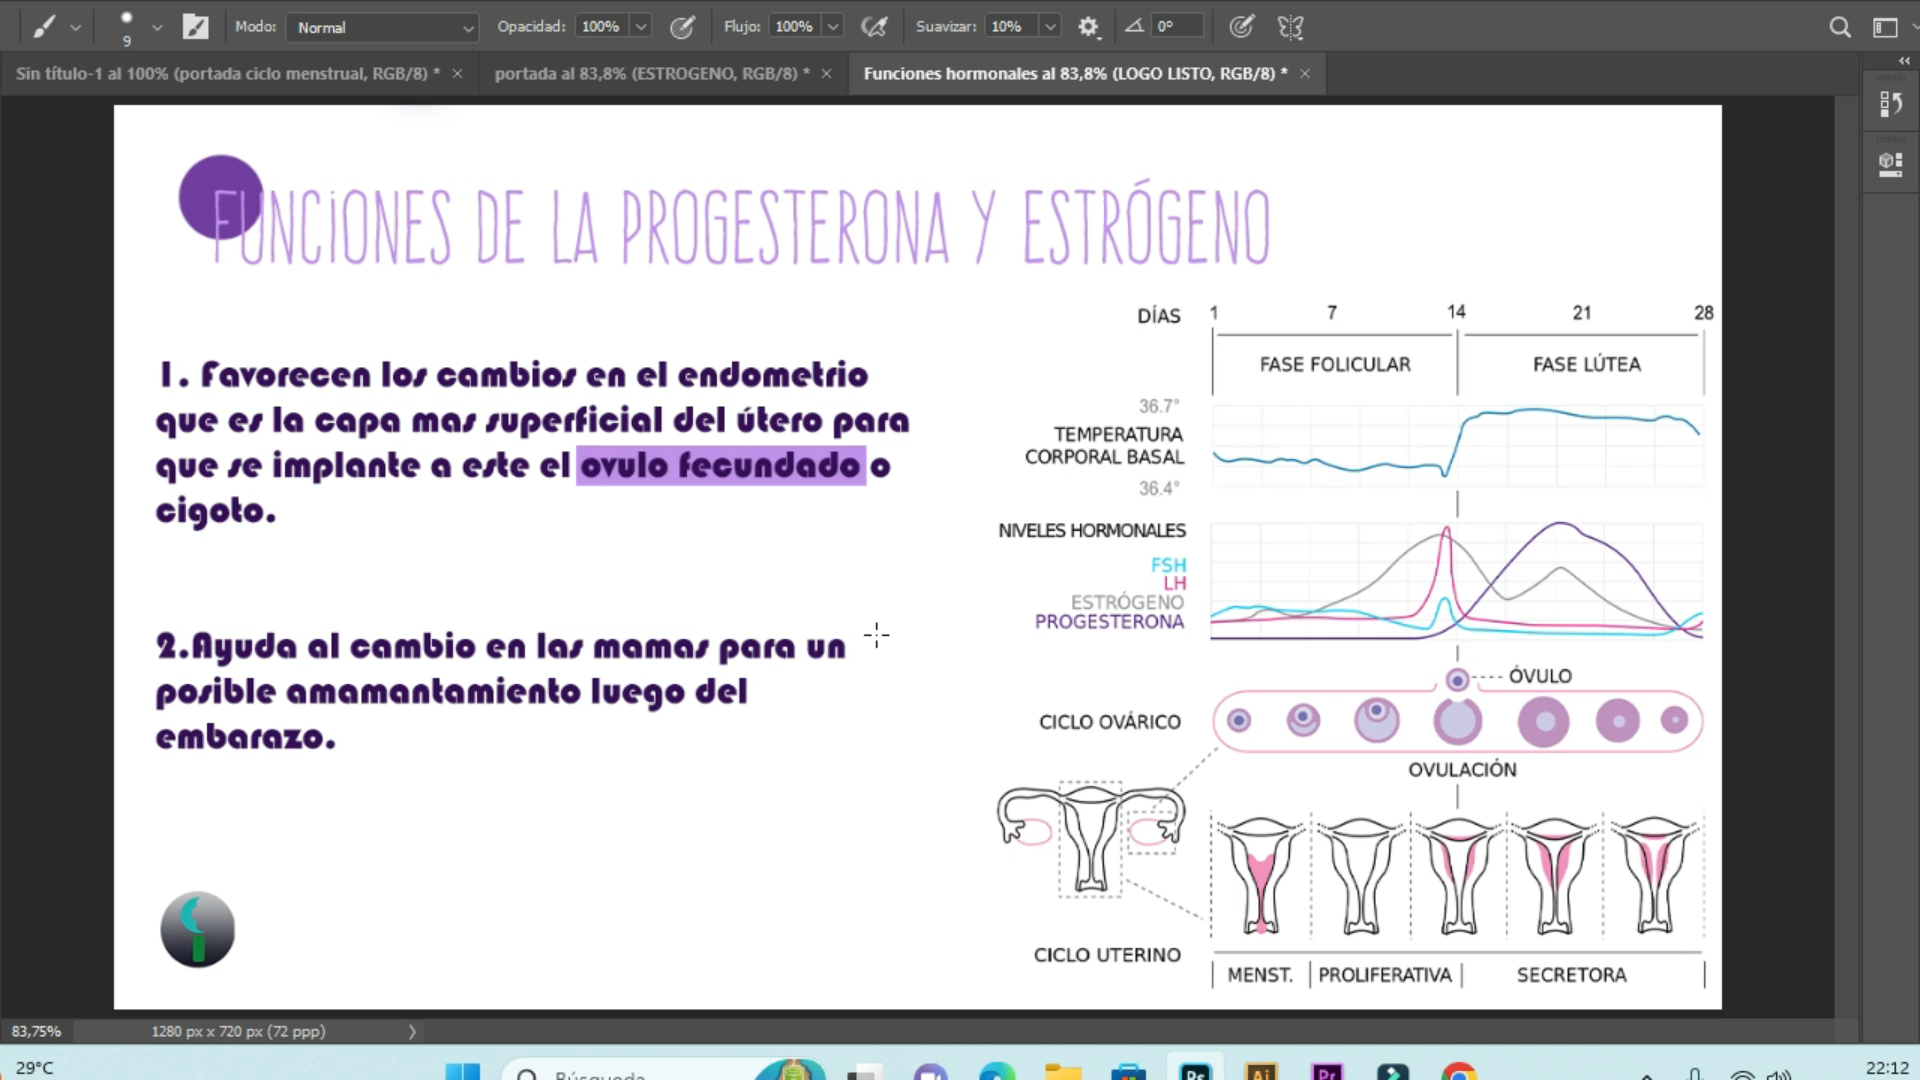 9
Modo:
Normal
Opacidad:
100%
Flujo:
100%
Suavizar:
10%
0°
Sin título-1 al 100% (portada ciclo menstrual, RGB/8) *
portada al 83,8% (ESTROGENO, RGB/8) *
Funciones hormonales al 83,8% (LOGO LISTO, RGB/8) *
FUNCiONES DE LA PROGESTERONA Y ESTRÓGENO
1. Favorecen los cambios en el endometrio
que es la capa mas superficial del útero para
que se implante a este el ovulo fecundado o
cigoto.
2.Ayuda al cambio en las mamas para un
posible amamantamiento luego del
embarazo.
DÍAS
1
7
14
21
28
FASE FOLICULAR
FASE LÚTEA
36.7°
TEMPERATURA
CORPORAL BASAL
36.4°
NIVELES HORMONALES
FSH
LH
ESTRÓGENO
PROGESTERONA
ÓVULO
CICLO OVÁRICO
OVULACIÓN
CICLO UTERINO
MENST.
PROLIFERATIVA
SECRETORA
83,75%
1280 px x 720 px (72 ppp)
29°C
Búsqueda
Ps
Ai
Pr
22:12